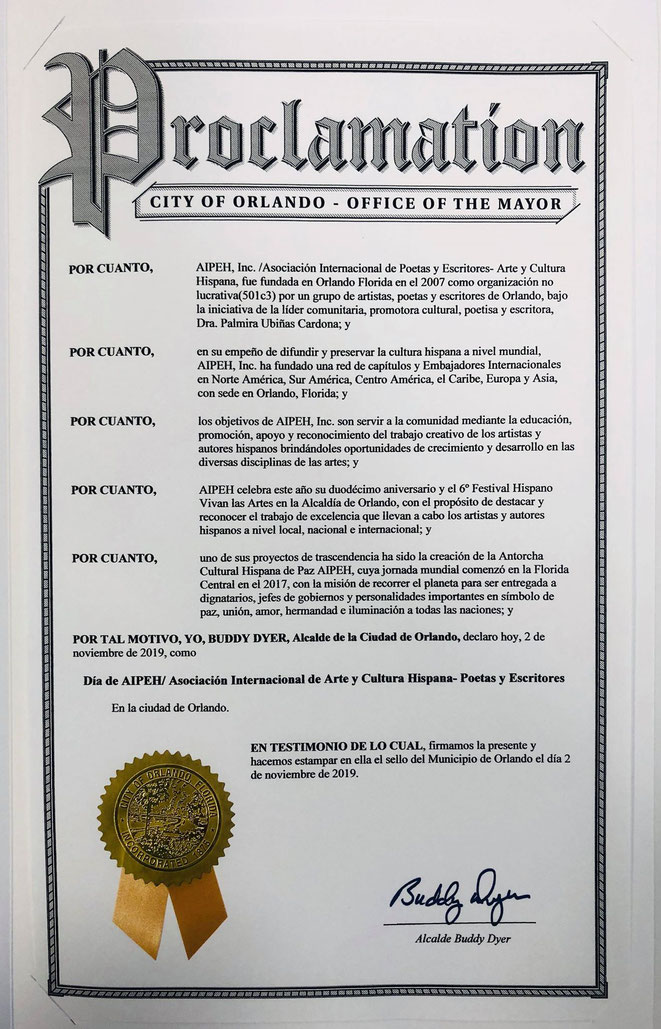 Proclamation
CITY OF ORLANDO - OFFICE OF THE MAYOR
POR CUANTO, AIPEH, Inc. /Asociación Internacional de Poetas y Escritores- Arte y Cultura
Hispana, fue fundada en Orlando Florida en el 2007 como organización no
lucrativa(501c3) por un grupo de artistas, poetas y escritores de Orlando, bajo
la iniciativa de la líder comunitaria, promotora cultural, poetisa y escritora,
Dra. Palmira Ubiñas Cardona; y
POR CUANTO, en su empeño de difundir y preservar la cultura hispana a nivel mundial,
AIPEH, Inc. ha fundado una red de capítulos y Embajadores Internacionales
en Norte América, Sur América, Centro América, el Caribe, Europa y Asia,
con sede en Orlando, Florida; y
POR CUANTO, los objetivos de AIPEH, Inc. son servir a la comunidad mediante la educación,
promoción, apoyo y reconocimiento del trabajo creativo de los artistas y
autores hispanos brindándoles oportunidades de crecimiento y desarrollo en las
diversas disciplinas de las artes; y
POR CUANTO, AIPEH celebra este año su duodécimo aniversario y el 6º Festival Hispano
Vivan las Artes en la Alcaldía de Orlando, con el propósito de destacar y
reconocer el trabajo de excelencia que llevan a cabo los artistas y autores
hispanos a nivel local, nacional e internacional; y
POR CUANTO, uno de sus proyectos de trascendencia ha sido la creación de la Antorcha
Cultural Hispana de Paz AIPEH, cuya jornada mundial comenzó en la Florida
Central en el 2017, con la misión de recorrer el planeta para ser entregada a
dignatarios, jefes de gobiernos y personalidades importantes en símbolo de
paz, unión, amor, hermandad e iluminación a todas las naciones; y
POR TAL MOTIVO, YO, BUDDY DYER, Alcalde de la Ciudad de Orlando, declaro hoy, 2 de
noviembre de 2019, como
Día de AIPEH/ Asociación Internacional de Arte y Cultura Hispana- Poetas y Escritores
En la ciudad de Orlando.
EN TESTIMONIO DE LO CUAL, firmamos la presente y
hacemos estampar en ella el sello del Municipio de Orlando el día 2
de noviembre de 2019.
CITY OF ORLANDO, FLORIDA
INCORPORATED 1875
Buddy Dyer
Alcalde Buddy Dyer